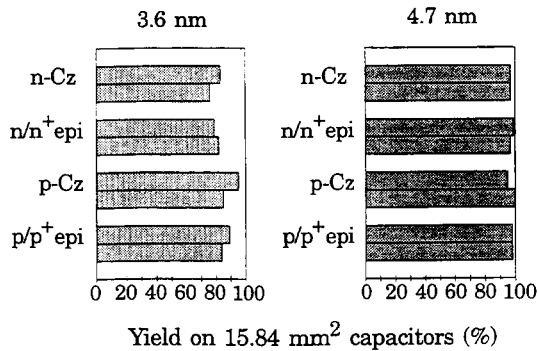 3.6 nm
n-Cz
n/n⁺epi
p-Cz
p/p⁺epi
0 20 40 60 80 100
4.7 nm
n-Cz
n/n⁺epi
p-Cz
p/p⁺epi
0 20 40 60 80 100
Yield on 15.84 mm² capacitors (%)